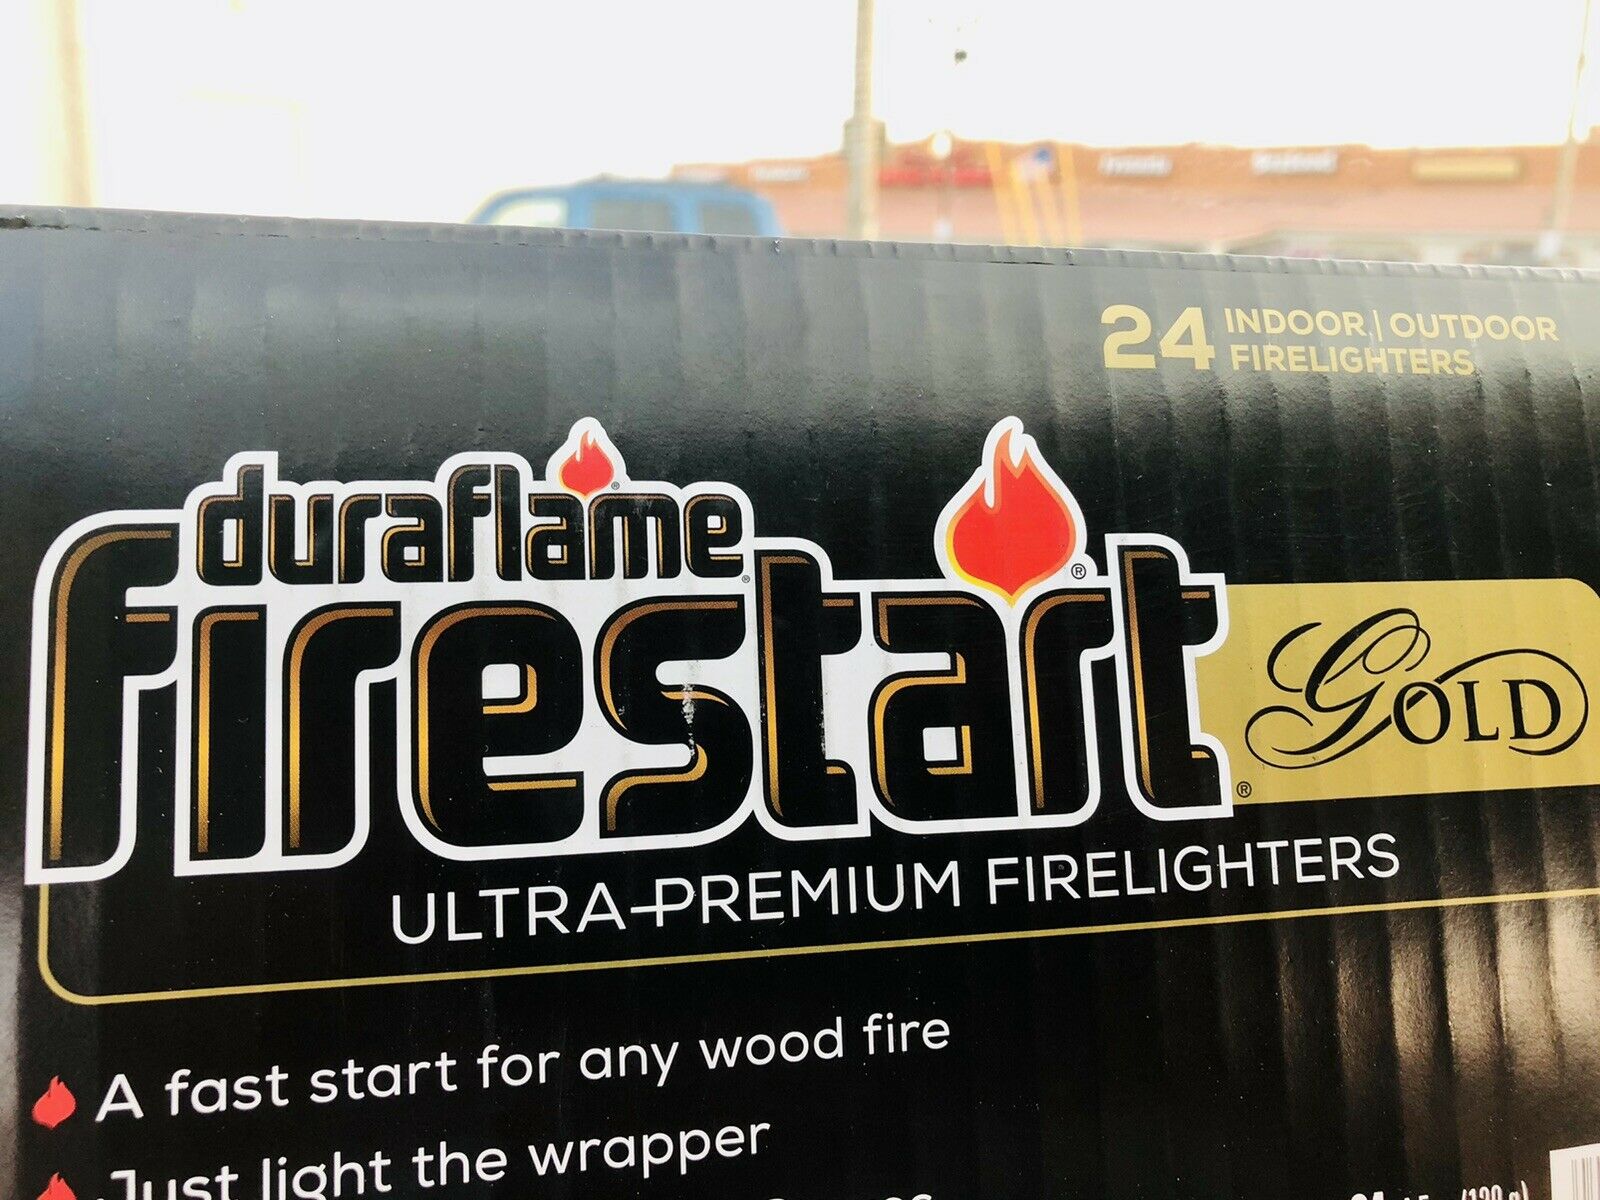 24 INDOOR | OUTDOOR
FIRELIGHTERS
duraflame®
firestart®
GOLD
ULTRA-PREMIUM FIRELIGHTERS
A fast start for any wood fire
Just light the wrapper